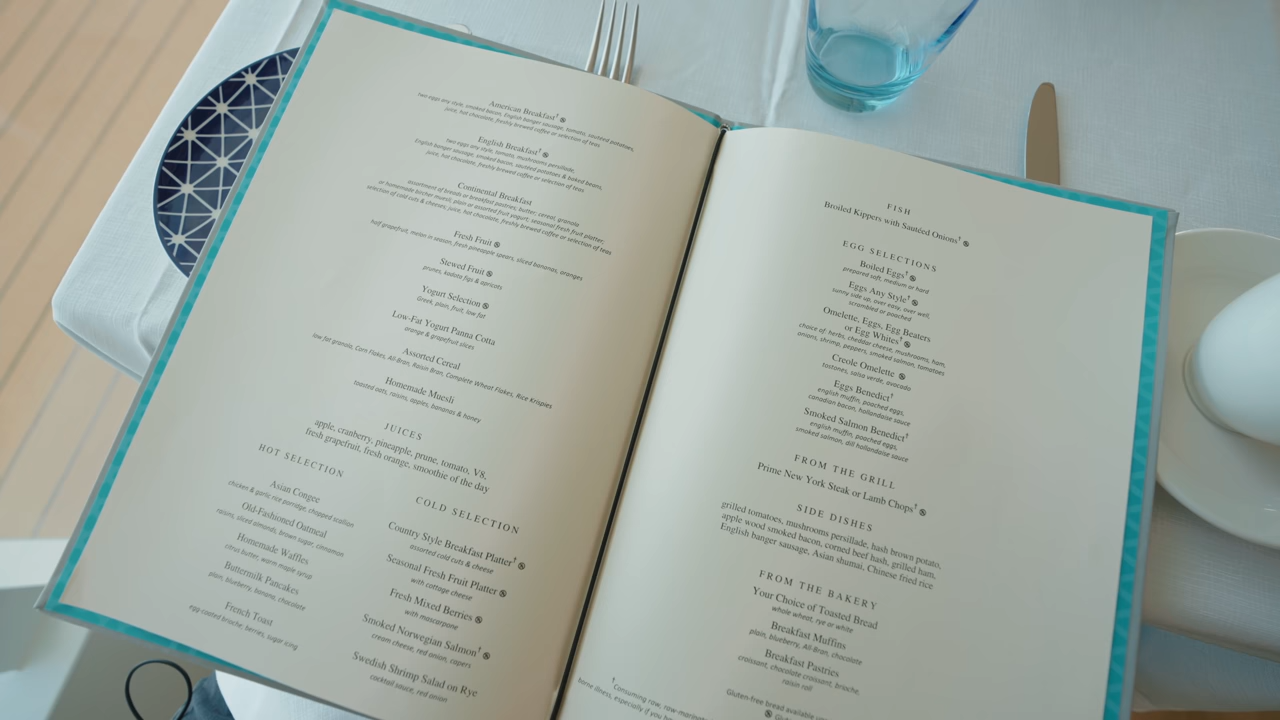 American Breakfast†
two eggs any style, smoked bacon, English banger sausage, tomato, sautéed potatoes,
juice, hot chocolate, freshly brewed coffee or selection of teas
English Breakfast†
two eggs any style, tomato, mushrooms persillade,
English banger sausage, smoked bacon, sautéed potatoes & baked beans,
juice, hot chocolate, freshly brewed coffee or selection of teas
Continental Breakfast
assortment of breads or breakfast pastries, butter, cereal, granola
or homemade bircher muesli, plain or assorted fruit yogurt, seasonal fresh fruit platter,
selection of cold cuts & cheeses, juice, hot chocolate, freshly brewed coffee or selection of teas
Fresh Fruit
half grapefruit, melon in season, fresh pineapple spears, sliced bananas, oranges
Stewed Fruit
prunes, kadota figs & apricots
Yogurt Selection
Greek, plain, fruit, low fat
Low-Fat Yogurt Panna Cotta
orange & grapefruit slices
Assorted Cereal
low fat granola, Corn Flakes, All-Bran, Raisin Bran, Complete Wheat Flakes, Rice Krispies
Homemade Muesli
toasted oats, raisins, apples, bananas & honey
JUICES
apple, cranberry, pineapple, prune, tomato, V8,
fresh grapefruit, fresh orange, smoothie of the day
HOT SELECTION
Asian Congee
chicken & garlic rice porridge, chopped scallion
Old-Fashioned Oatmeal
raisins, sliced almonds, brown sugar, cinnamon
Homemade Waffles
citrus butter, warm maple syrup
Buttermilk Pancakes
plain, blueberry, banana, chocolate
French Toast
egg coated brioche, berries, sugar icing
COLD SELECTION
Country Style Breakfast Platter†
assorted cold cuts & cheese
Seasonal Fresh Fruit Platter
with cottage cheese
Fresh Mixed Berries
with mascarpone
Smoked Norwegian Salmon†
cream cheese, red onion, capers
Swedish Shrimp Salad on Rye
cocktail sauce, red onion
FISH
Broiled Kippers with Sautéed Onions†
EGG SELECTIONS
Boiled Eggs†
prepared soft, medium or hard
Eggs Any Style†
sunny side up, over easy, over well,
scrambled or poached
Omelette, Eggs, Egg Beaters
or Egg Whites†
choice of: herbs, cheddar cheese, mushrooms, ham,
onions, shrimp, peppers, smoked salmon, tomatoes
Creole Omelette
tostones, salsa verde, avocado
Eggs Benedict†
english muffin, poached eggs,
canadian bacon, hollandaise sauce
Smoked Salmon Benedict†
english muffin, poached eggs,
smoked salmon, dill hollandaise sauce
FROM THE GRILL
Prime New York Steak or Lamb Chops†
SIDE DISHES
grilled tomatoes, mushrooms persillade, hash brown potato,
apple wood smoked bacon, corned beef hash, grilled ham,
English banger sausage, Asian shumai, Chinese fried rice
FROM THE BAKERY
Your Choice of Toasted Bread
whole wheat, rye or white
Breakfast Muffins
plain, blueberry, All-Bran, chocolate
Breakfast Pastries
croissant, chocolate croissant, brioche,
raisin roll
Gluten-free bread available
†Consuming raw, raw-marin
borne illness, especially if you